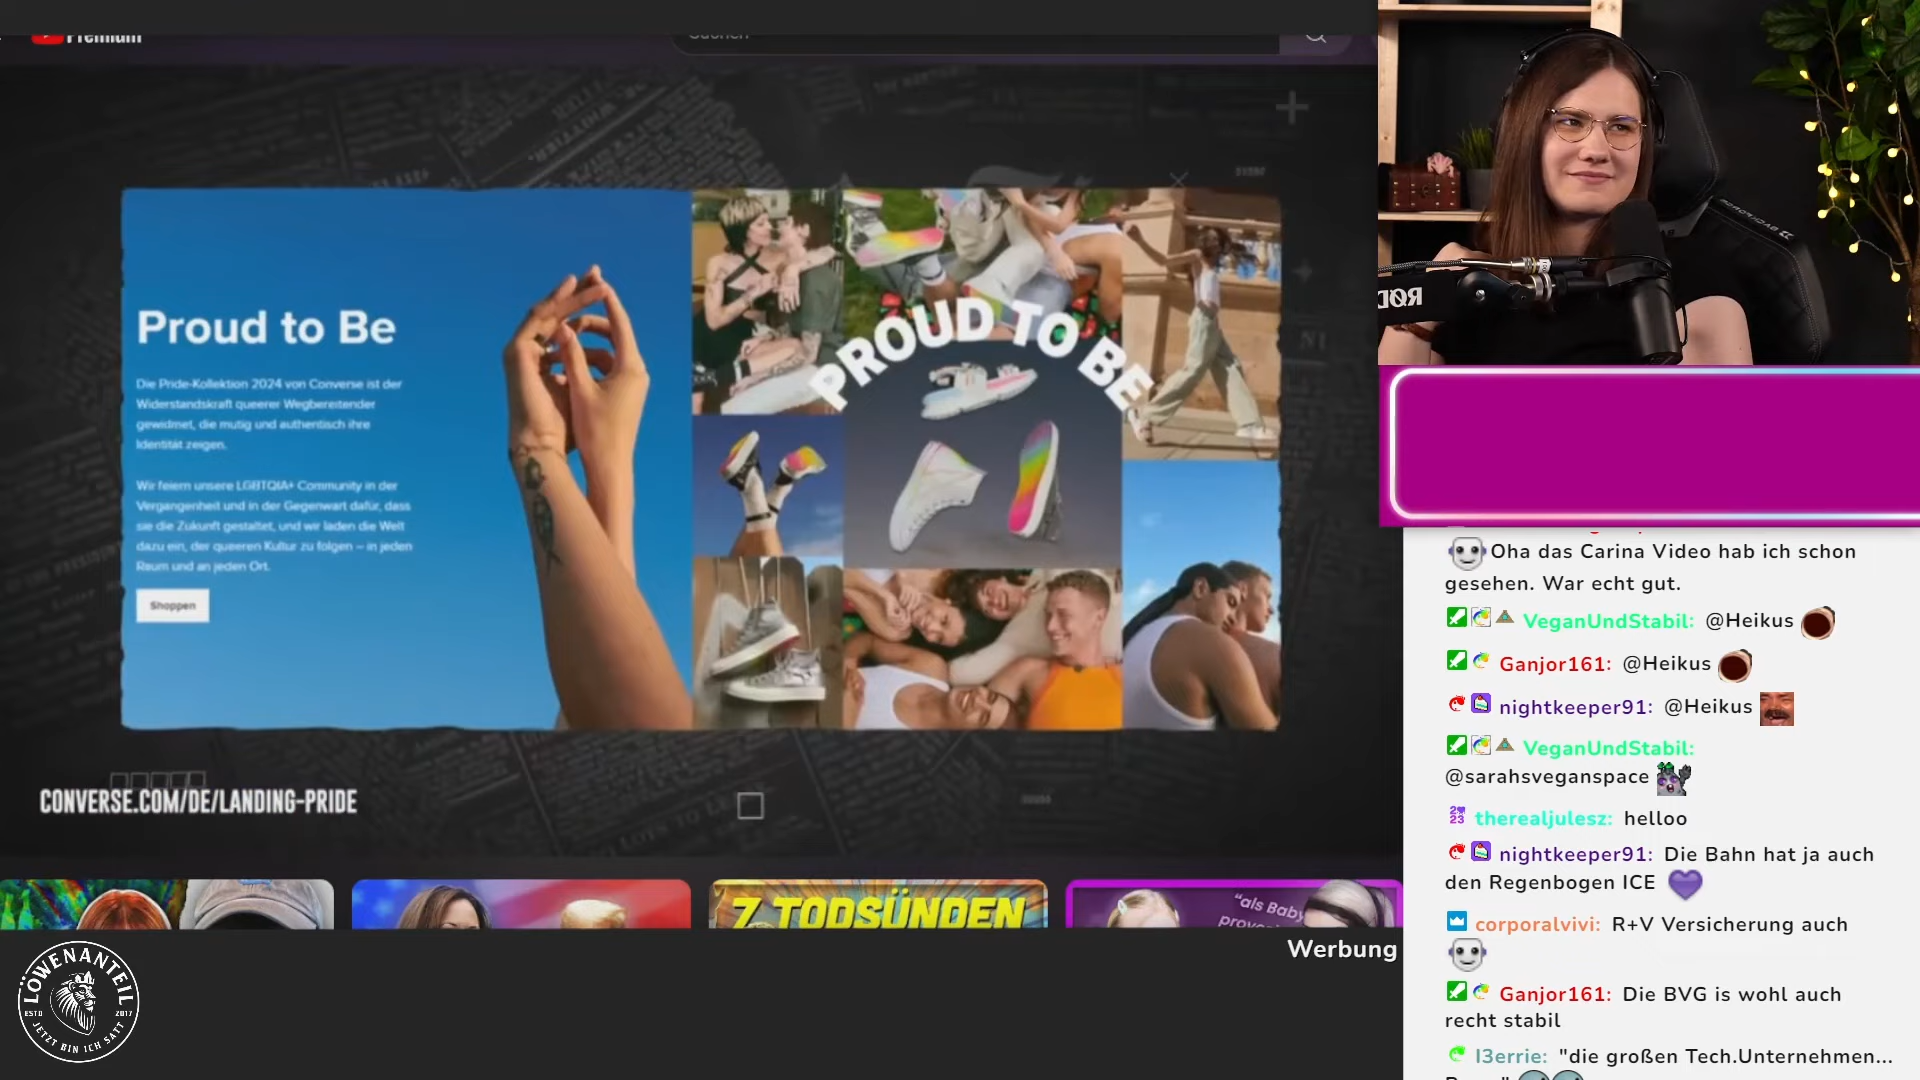 Premium
Suchen
Proud to Be
Die Pride-Kollektion 2024 von Converse ist der
Widerstandskraft queerer Wegbereitender
gewidmet, die mutig und authentisch ihre
Identität zeigen.
Wir feiern unsere LGBTQIA+ Community in der
Vergangenheit und in der Gegenwart dafür, dass
sie die Zukunft gestaltet, und wir laden die Welt
dazu ein, der queeren Kultur zu folgen – in jeden
Raum und an jeden Ort.
Shoppen
PROUD TO BE
CONVERSE.COM/DE/LANDING-PRIDE
7 TODSÜNDEN
"als Baby
Werbung
LÖWENANTEIL
ESTD 2017
JETZT BIN ICH SATT
RØD
Oha das Carina Video hab ich schon
gesehen. War echt gut.
VeganUndStabil: @Heikus
Ganjor161: @Heikus
nightkeeper91: @Heikus
VeganUndStabil:
@sarahsveganspace
therealjulesz: helloo
nightkeeper91: Die Bahn hat ja auch
den Regenbogen ICE
corporalvivi: R+V Versicherung auch
Ganjor161: Die BVG is wohl auch
recht stabil
l3errie: "die großen Tech.Unternehmen...